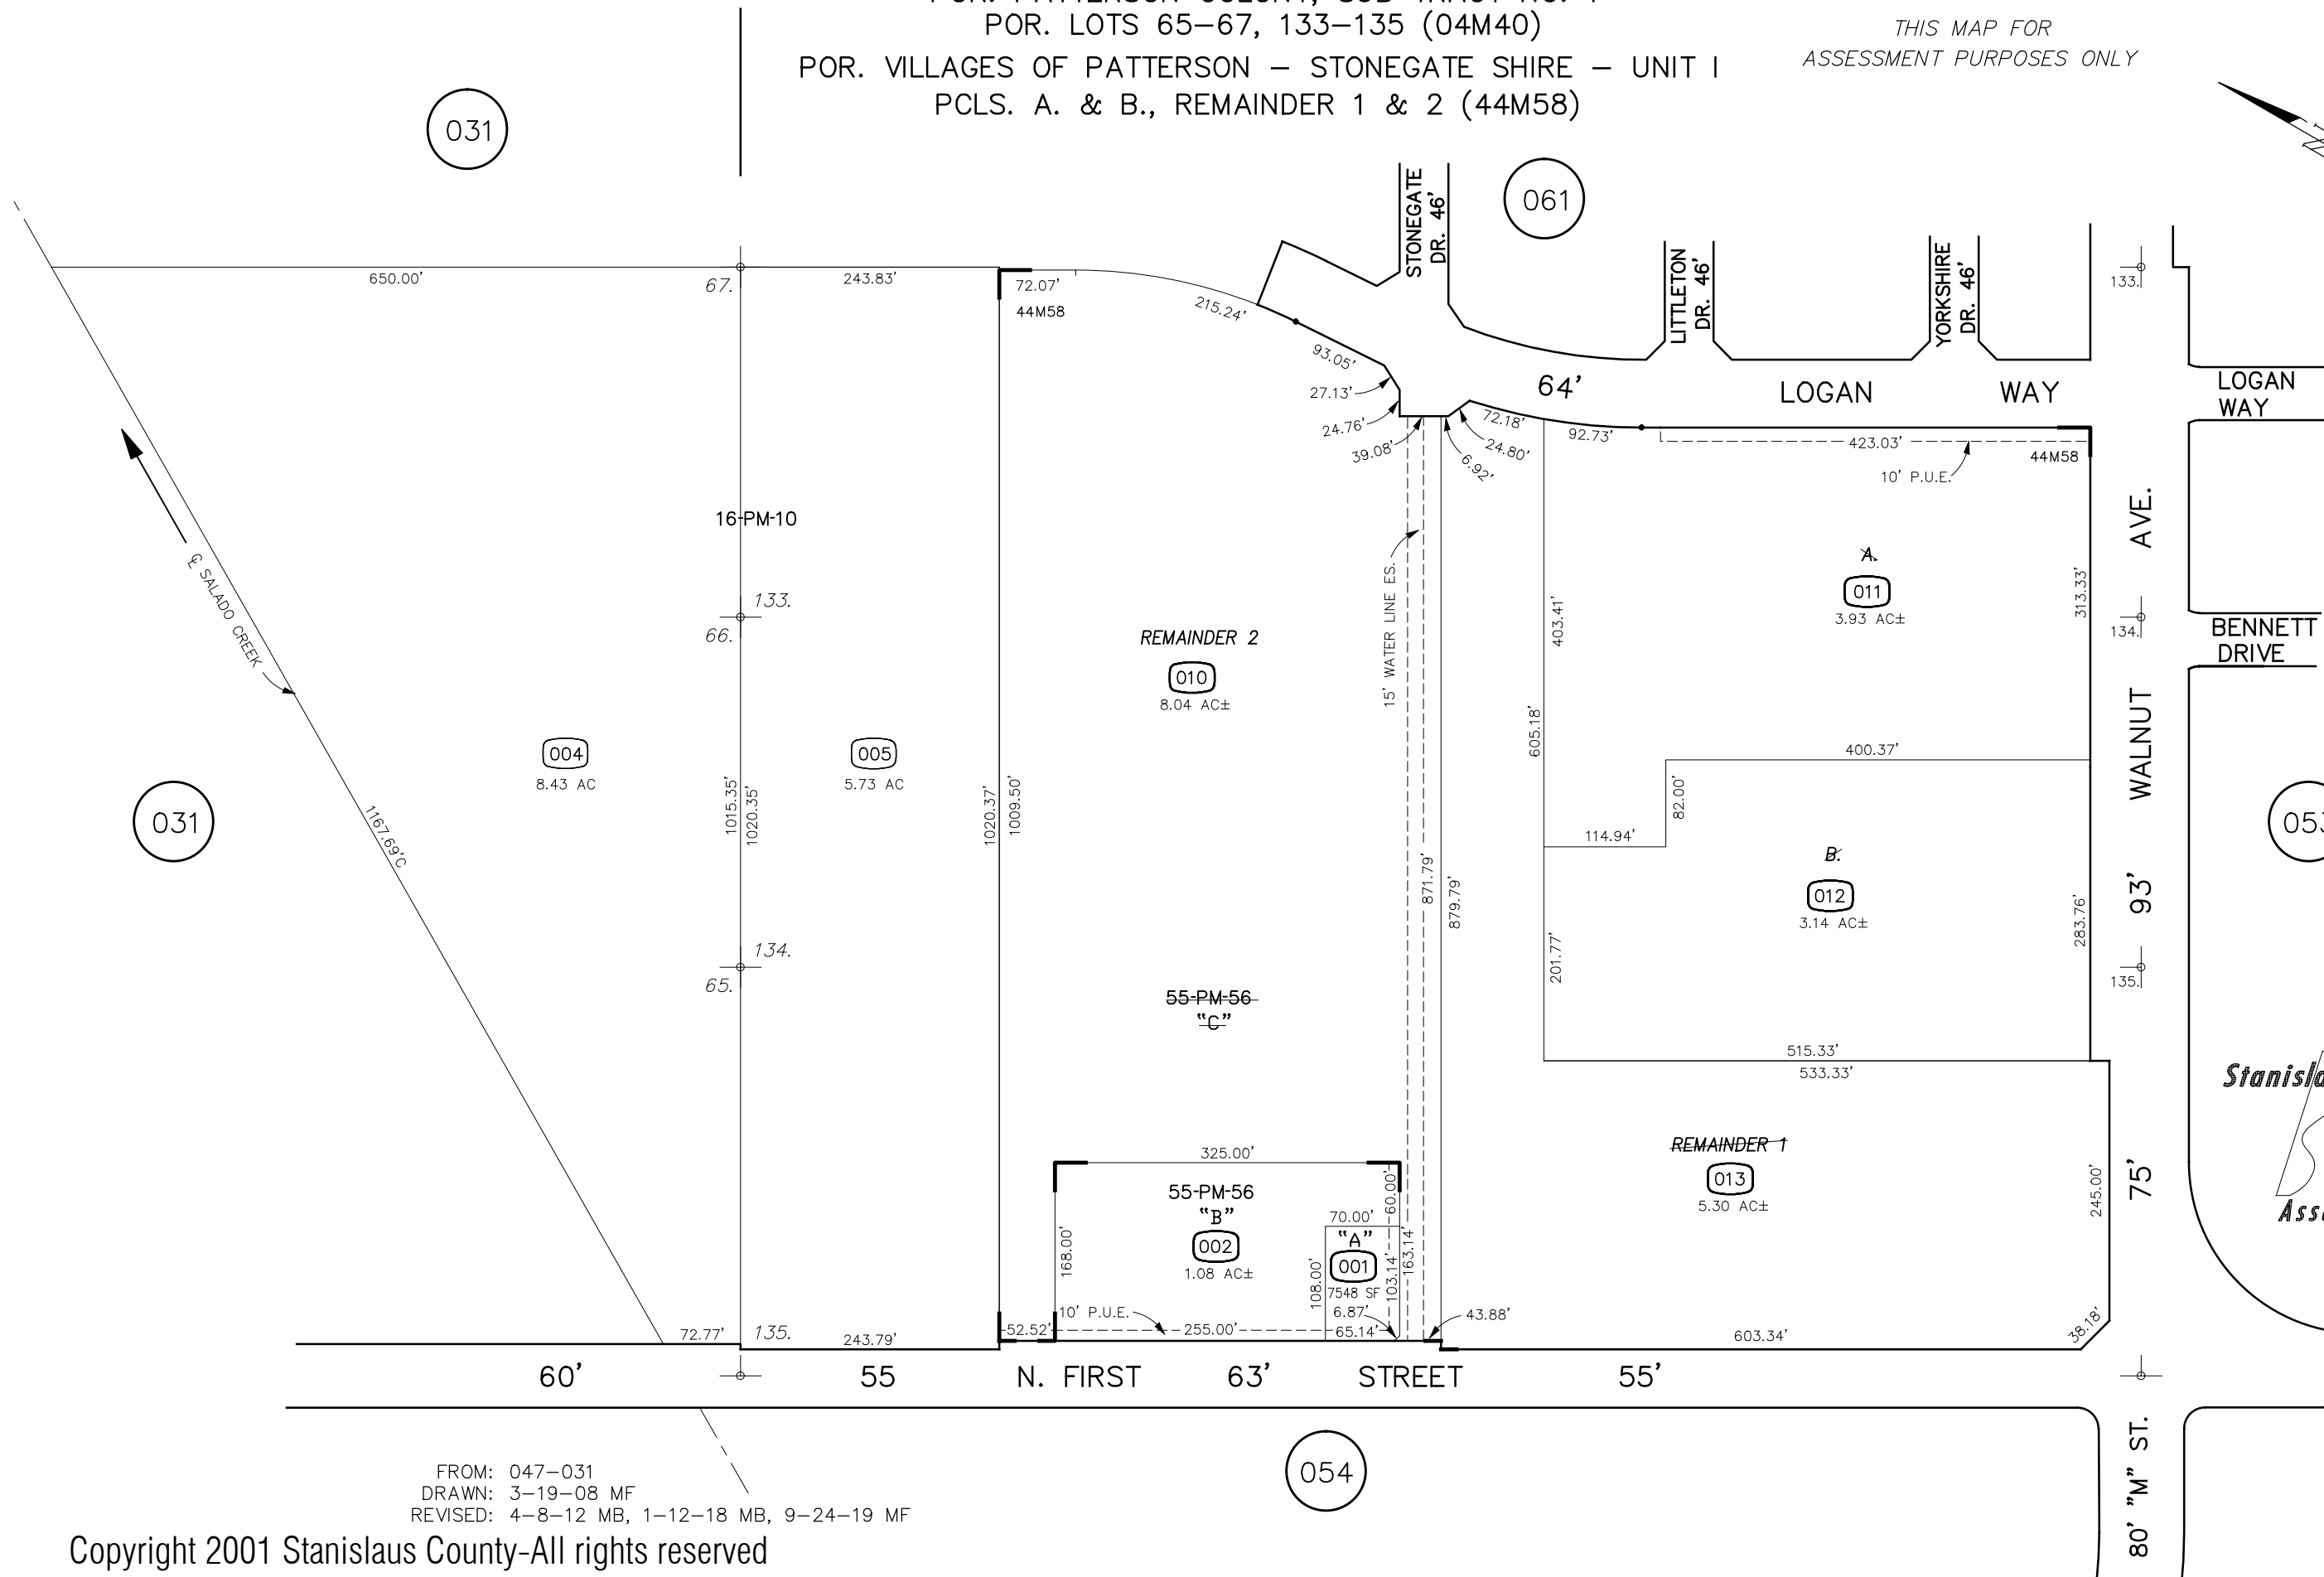 POR. LOTS 65–67, 133–135 (04M40)
POR. VILLAGES OF PATTERSON – STONEGATE SHIRE – UNIT I
PCLS. A. & B., REMAINDER 1 & 2 (44M58)
THIS MAP FOR
ASSESSMENT PURPOSES ONLY
031
061
STONEGATE
DR. 46'
LITTLETON
DR. 46'
YORKSHIRE
DR. 46'
133.
650.00'
67.
243.83'
72.07'
44M58
215.24'
93.05'
27.13'
24.76'
39.08'
6.92'
24.80'
72.18'
92.73'
64'
LOGAN WAY
LOGAN
WAY
423.03'
44M58
10' P.U.E.
16-PM-10
℄ SALADO CREEK
15' WATER LINE ES.
A.
011
3.93 AC±
403.41'
313.33'
AVE.
133.
66.
134.
BENNETT
DRIVE
REMAINDER 2
010
8.04 AC±
605.18'
400.37'
WALNUT
004
8.43 AC
005
5.73 AC
1015.35'
1020.35'
1020.37'
1009.50'
82.00'
114.94'
031
1167.69'C
871.79'
879.79'
B.
012
3.14 AC±
283.76'
93'
201.77'
134.
65.
135.
55-PM-56
"C"
515.33'
533.33'
REMAINDER 1
013
5.30 AC±
245.00'
75'
325.00'
55-PM-56
"B"
002
1.08 AC±
168.00'
60.00'
70.00'
"A"
001
7548 SF
108.00'
103.14'
163.14'
6.87'
43.88'
10' P.U.E.
52.52'
255.00'
65.14'
72.77'
135.
243.79'
603.34'
38.18'
60'
55
N. FIRST
63'
STREET
55'
80' "M" ST.
054
FROM: 047–031
DRAWN: 3–19–08 MF
REVISED: 4–8–12 MB, 1–12–18 MB, 9–24–19 MF
Copyright 2001 Stanislaus County-All rights reserved